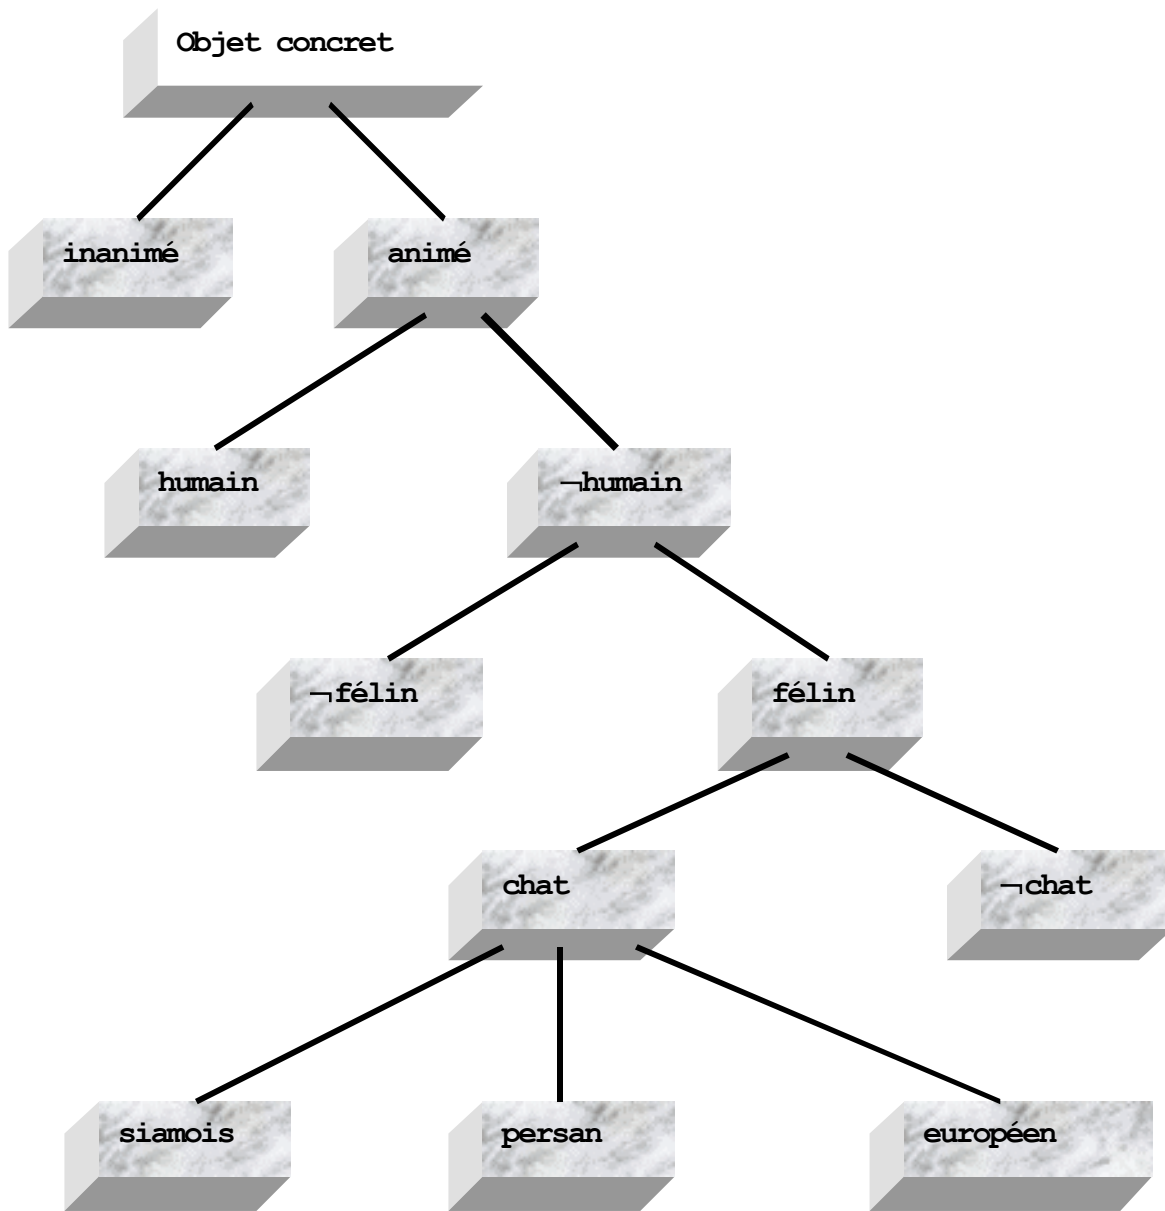 Objet concret
inanimé
animé
humain
¬humain
¬félin
félin
chat
¬chat
siamois
persan
européen